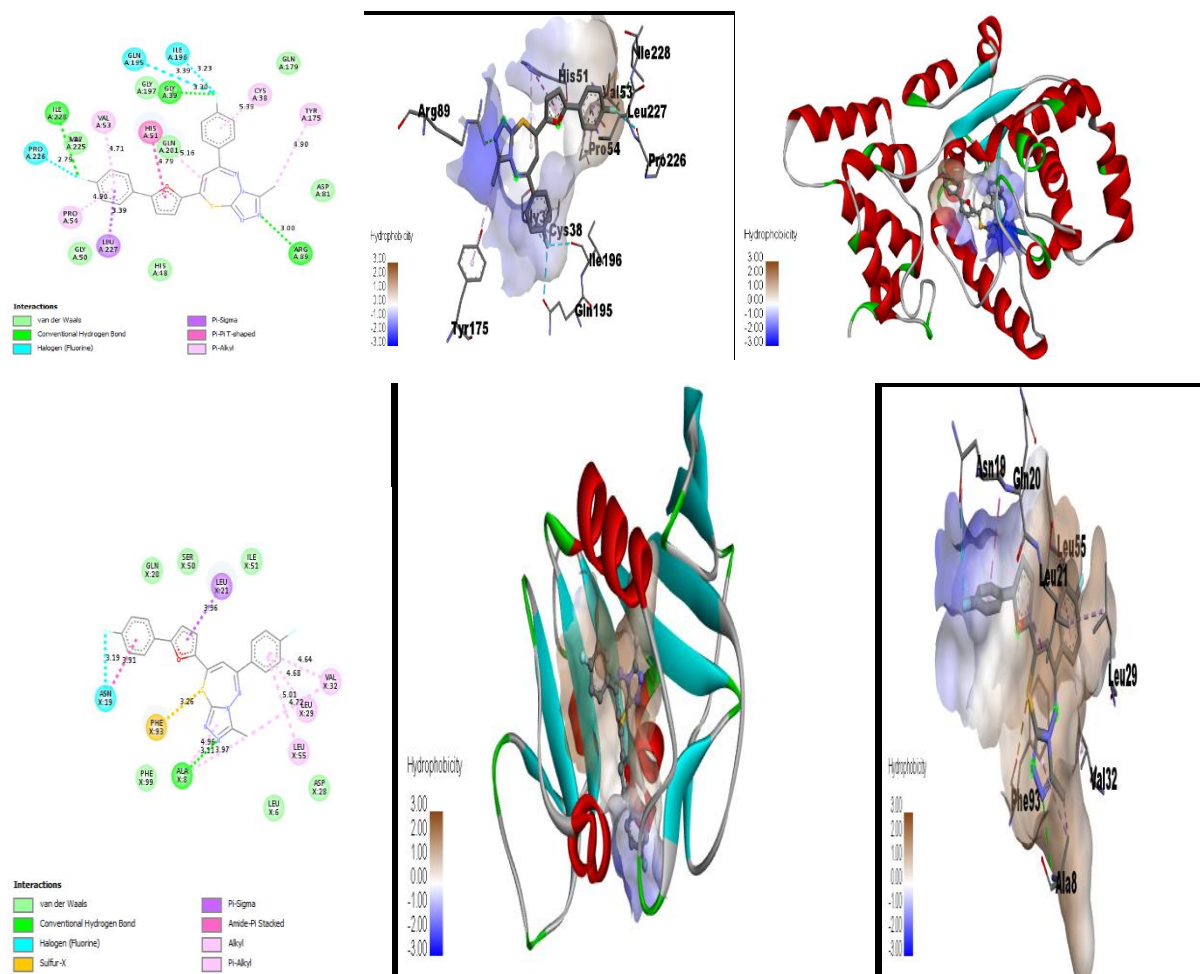 GLN
A:195
ILE
A:196
GLN
A:179
3.39
3.23
GLY
A:197
GLY
A:39
3.30
CYS
A:38
5.39
TYR
A:175
ILE
A:228
VAL
A:53
HIS
A:51
GLN
A:201
4.90
A:225
PRO
A:226
2.79
4.71
4.79
5.16
ASP
A:81
PRO
A:54
4.90
3.39
GLY
A:50
LEU
A:227
HIS
A:48
3.00
ARG
A:89
Interactions
van der Waals
Conventional Hydrogen Bond
Halogen (Fluorine)
Pi-Sigma
Pi-Pi T-shaped
Pi-Alkyl
Ile228
His51
Val53
Arg89
Leu227
Pro54
Pro226
Cys38
Ile196
Gln195
Tyr175
Hydrophobicity
3.00
2.00
1.00
0.00
-1.00
-2.00
-3.00
Hydrophobicity
3.00
2.00
1.00
0.00
-1.00
-2.00
-3.00
GLN
X:20
SER
X:50
ILE
X:51
LEU
X:21
3.96
3.19
3.91
4.64
4.68
VAL
X:32
ASN
X:19
5.01
4.72
LEU
X:29
PHE
X:93
3.26
LEU
X:55
4.96
3.11
3.97
PHE
X:99
ALA
X:8
ASP
X:28
LEU
X:6
Interactions
van der Waals
Conventional Hydrogen Bond
Halogen (Fluorine)
Sulfur-X
Pi-Sigma
Amide-Pi Stacked
Alkyl
Pi-Alkyl
Hydrophobicity
3.00
2.00
1.00
0.00
-1.00
-2.00
-3.00
Asn19
Gln20
Leu55
Leu21
Leu29
Val32
Phe93
Ala8
Hydrophobicity
3.00
2.00
1.00
0.00
-1.00
-2.00
-3.00